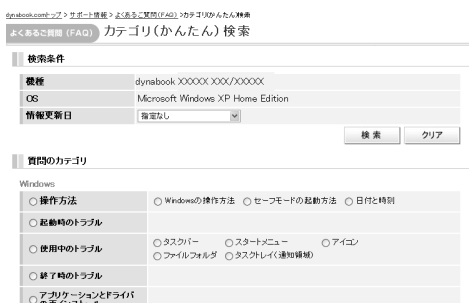 dynabook.comトップ > サポート情報 > よくあるご質問(FAQ) >カテゴリ(かんたん)検索
よくあるご質問 (FAQ) カテゴリ(かんたん) 検索
検索条件
機種 dynabook XXXXX XXX/XXXXX
OS Microsoft Windows XP Home Edition
情報更新日 指定なし
検索 クリア
質問のカテゴリ
Windows
操作方法 Windowsの操作方法 セーフモードの起動方法 日付と時刻
起動時のトラブル
使用中のトラブル タスクバー スタートメニュー アイコン
ファイルフォルダ タスクトレイ(通知領域)
終了時のトラブル
アプリケーションとドライバ